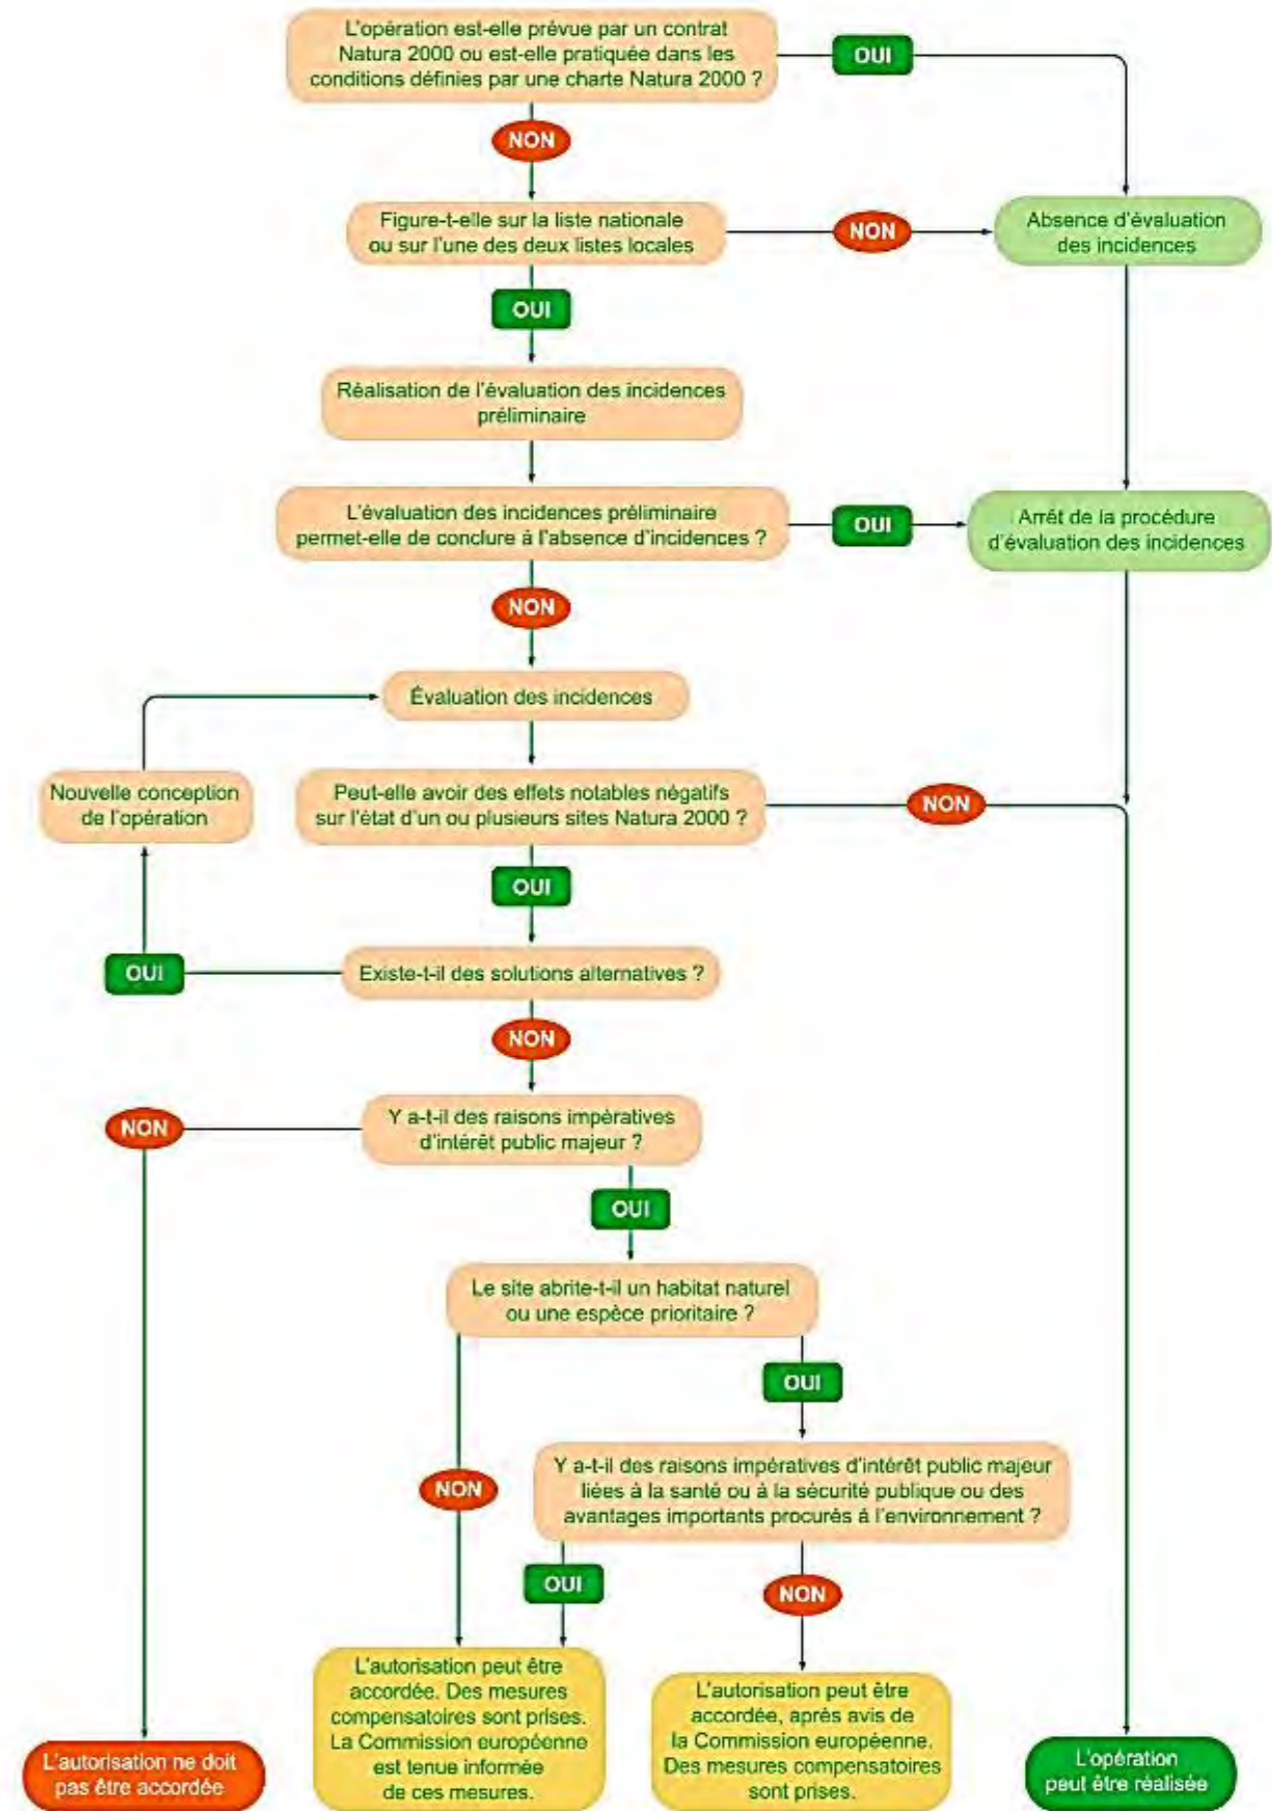 L'opération est-elle prévue par un contrat
Natura 2000 ou est-elle pratiquée dans les
conditions définies par une charte Natura 2000 ?
OUI
NON
Figure-t-elle sur la liste nationale
ou sur l'une des deux listes locales
NON
Absence d'évaluation
des incidences
OUI
Réalisation de l'évaluation des incidences
préliminaire
L'évaluation des incidences préliminaire
permet-elle de conclure à l'absence d'incidences ?
OUI
Arrêt de la procédure
d'évaluation des incidences
NON
Évaluation des incidences
Nouvelle conception
de l'opération
Peut-elle avoir des effets notables négatifs
sur l'état d'un ou plusieurs sites Natura 2000 ?
NON
OUI
OUI
Existe-t-il des solutions alternatives ?
NON
NON
Y a-t-il des raisons impératives
d'intérêt public majeur ?
OUI
Le site abrite-t-il un habitat naturel
ou une espèce prioritaire ?
OUI
NON
Y a-t-il des raisons impératives d'intérêt public majeur
liées à la santé ou à la sécurité publique ou des
avantages importants procurés à l'environnement ?
OUI
NON
L'autorisation ne doit
pas être accordée
L'autorisation peut être
accordée. Des mesures
compensatoires sont prises.
La Commission européenne
est tenue informée
de ces mesures.
L'autorisation peut être
accordée, après avis de
la Commission européenne.
Des mesures compensatoires
sont prises.
L'opération
peut être réalisée